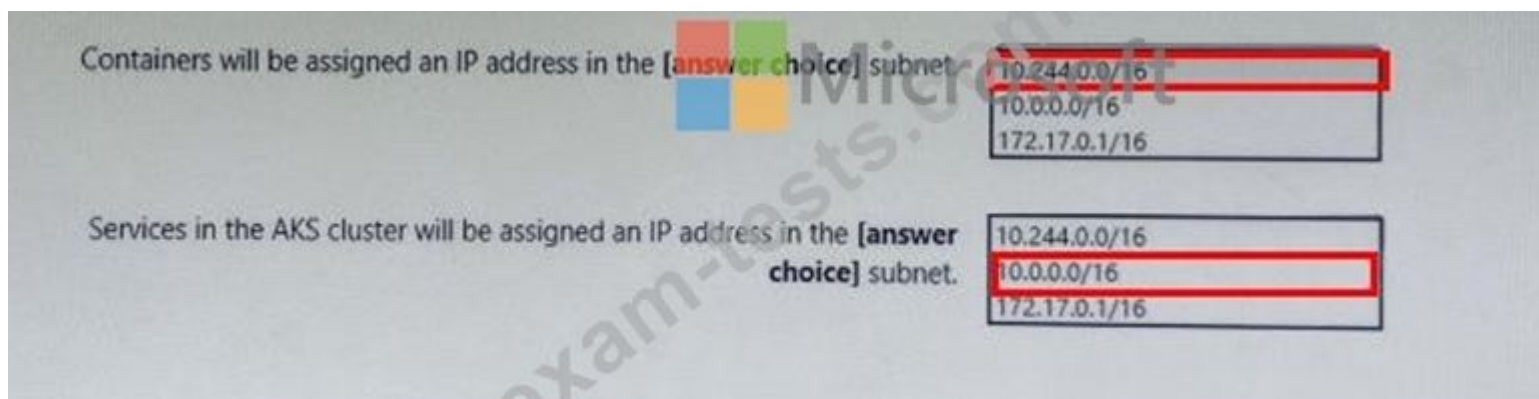 Containers will be assigned an IP address in the [answer choice] subnet.
10.244.0.0/16
10.0.0.0/16
172.17.0.1/16
Microsoft
Services in the AKS cluster will be assigned an IP address in the [answer
choice] subnet.
10.244.0.0/16
10.0.0.0/16
172.17.0.1/16
exam-tests.com